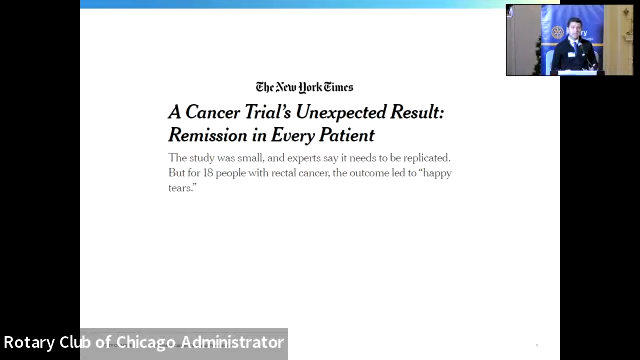 The New York Times
A Cancer Trial's Unexpected Result:
Remission in Every Patient
The study was small, and experts say it needs to be replicated.
But for 18 people with rectal cancer, the outcome led to “happy
tears.”
Rotary Club of Chicago Administrator